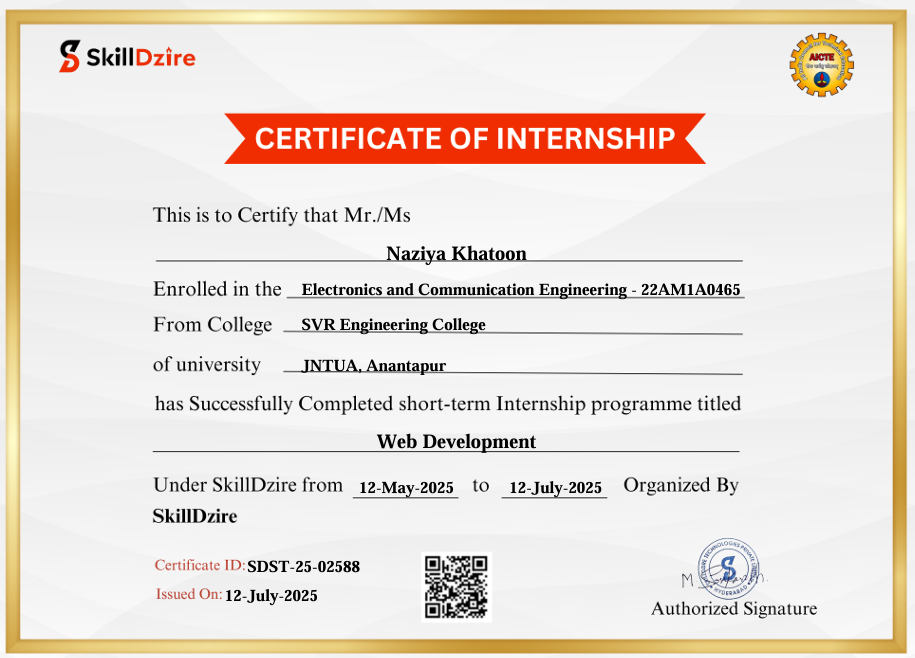 SkillDzire
AICTE
CERTIFICATE OF INTERNSHIP
This is to Certify that Mr./Ms
Naziya Khatoon
Enrolled in the Electronics and Communication Engineering - 22AM1A0465
From College SVR Engineering College
of university JNTUA, Anantapur
has Successfully Completed short-term Internship programme titled
Web Development
Under SkillDzire from 12-May-2025 to 12-July-2025 Organized By
SkillDzire
Certificate ID: SDST-25-02588
Issued On: 12-July-2025
HYDERABAD
Authorized Signature